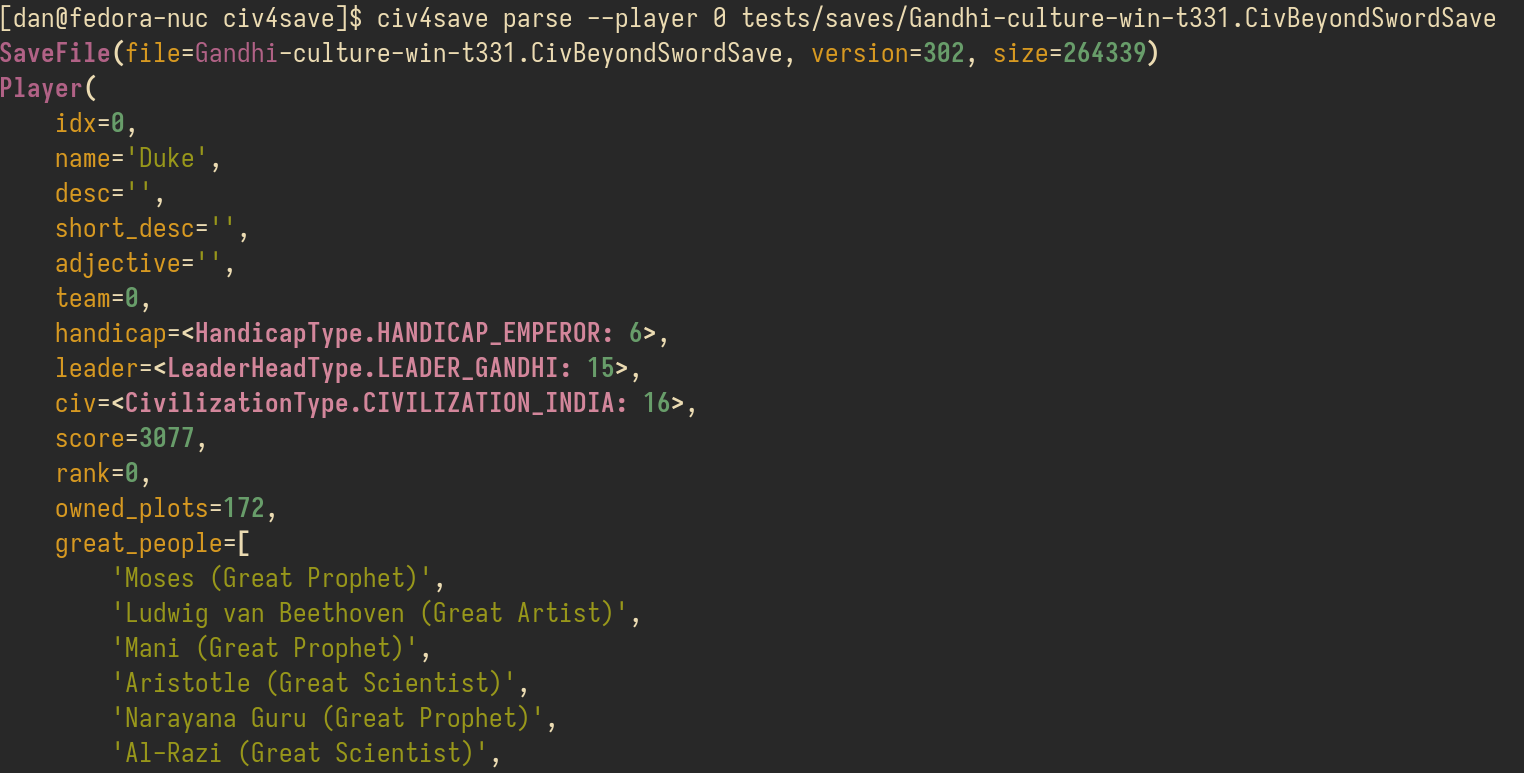 [dan@fedora-nuc civ4save]$ civ4save parse --player 0 tests/saves/Gandhi-culture-win-t331.CivBeyondSwordSave
SaveFile(file=Gandhi-culture-win-t331.CivBeyondSwordSave, version=302, size=264339)
Player(
    idx=0,
    name='Duke',
    desc='',
    short_desc='',
    adjective='',
    team=0,
    handicap=<HandicapType.HANDICAP_EMPEROR: 6>,
    leader=<LeaderHeadType.LEADER_GANDHI: 15>,
    civ=<CivilizationType.CIVILIZATION_INDIA: 16>,
    score=3077,
    rank=0,
    owned_plots=172,
    great_people=[
        'Moses (Great Prophet)',
        'Ludwig van Beethoven (Great Artist)',
        'Mani (Great Prophet)',
        'Aristotle (Great Scientist)',
        'Narayana Guru (Great Prophet)',
        'Al-Razi (Great Scientist)',